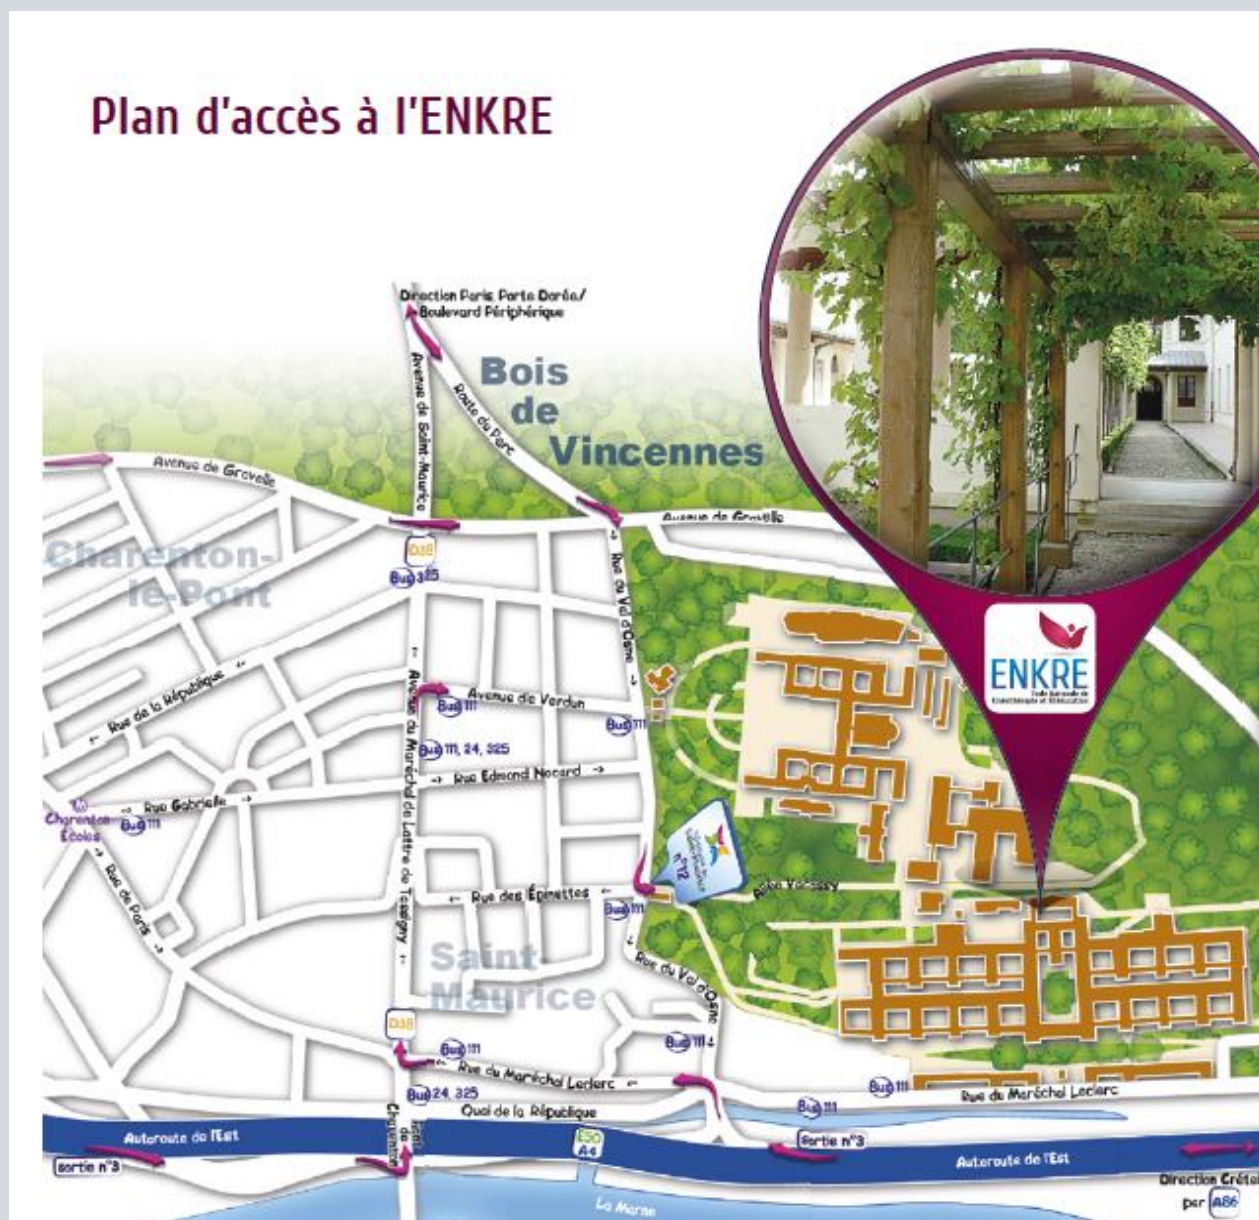 Plan d'accès à l'ENKRE
Direction Paris Porte Dorée/
Boulevard Périphérique
Bois
de
Vincennes
Avenue de Saint-Maurice
Route du Parc
Avenue de Gravelle
Avenue de Gravelle
Charenton-
le-Pont
D38
Bus 325
Rue du Val d'Osne
ENKRE
Rue de la République
Avenue de Verdun
Bus 111
Bus 111
Avenue du Maréchal de Lattre de Tassigny
Bus 111, 24, 325
Rue Edmond Nocard
M
Charenton
Écoles
Rue Gabrielle
Bus 111
n°12
Rue de Paris
Rue des Épinettes
Bus 111
Saint-
Maurice
Rue du Val d'Osne
D38
Bus 111
Bus 111
Rue du Maréchal Leclerc
Bus 24, 325
Bus 111
Rue du Maréchal Leclerc
Quai de la République
Bus 111
Pont
de
Charenton
Autoroute de l'Est
E50
A4
Sortie n°3
Sortie n°3
Autoroute de l'Est
La Marne
Direction Créteil
par A86